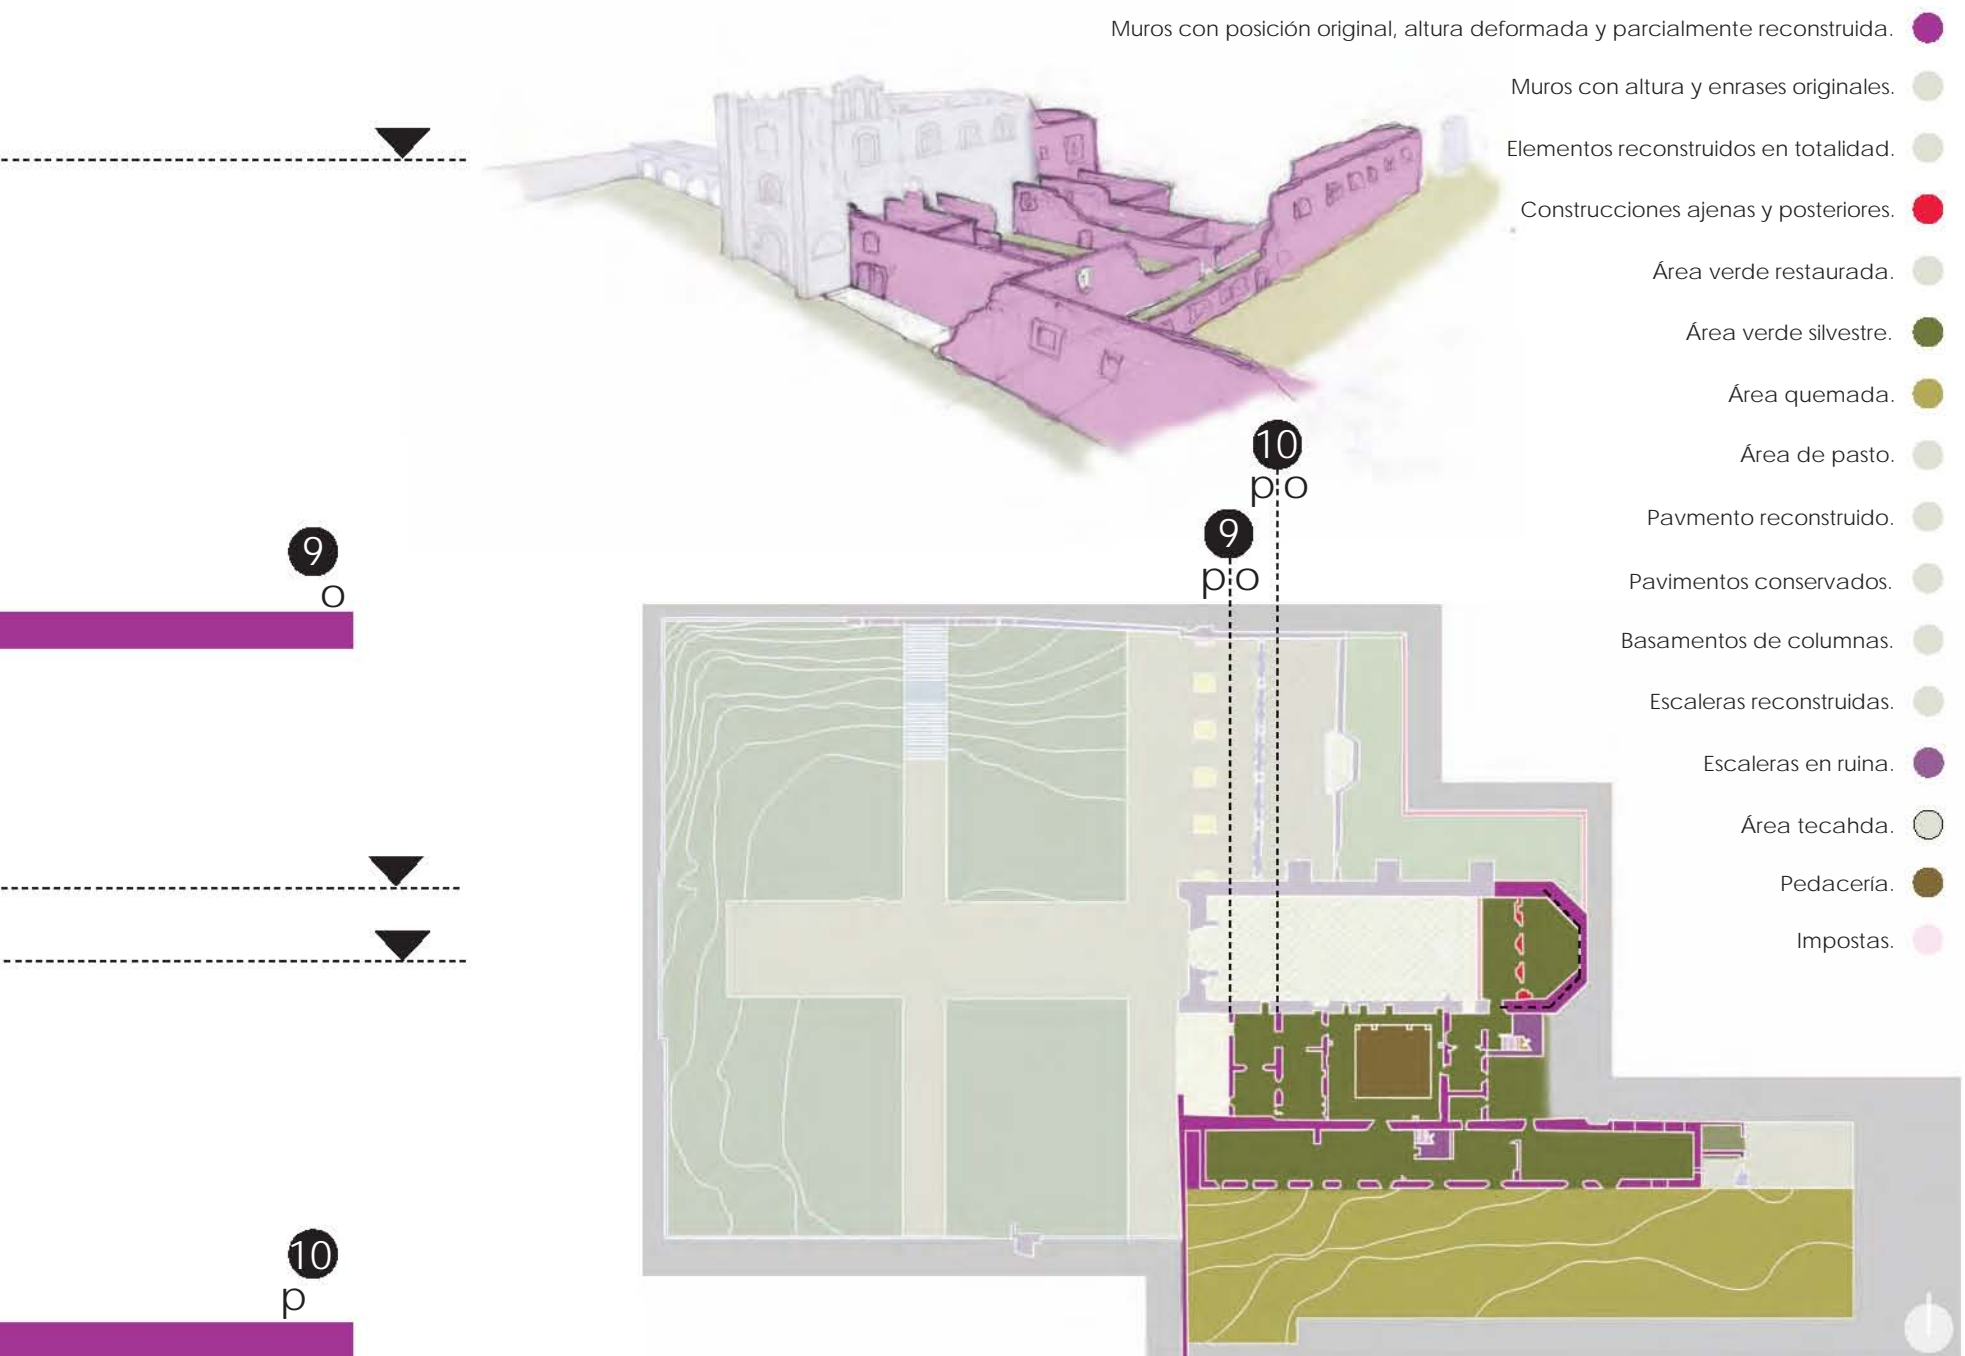 Muros con posición original, altura deformada y parcialmente reconstruida.
Muros con altura y enrases originales.
Elementos reconstruidos en totalidad.
Construcciones ajenas y posteriores.
Área verde restaurada.
Área verde silvestre.
Área quemada.
Área de pasto.
Pavmento reconstruido.
Pavimentos conservados.
Basamentos de columnas.
Escaleras reconstruidas.
Escaleras en ruina.
Área tecahda.
Pedacería.
Impostas.
10
p o
9
p o
9
o
10
p